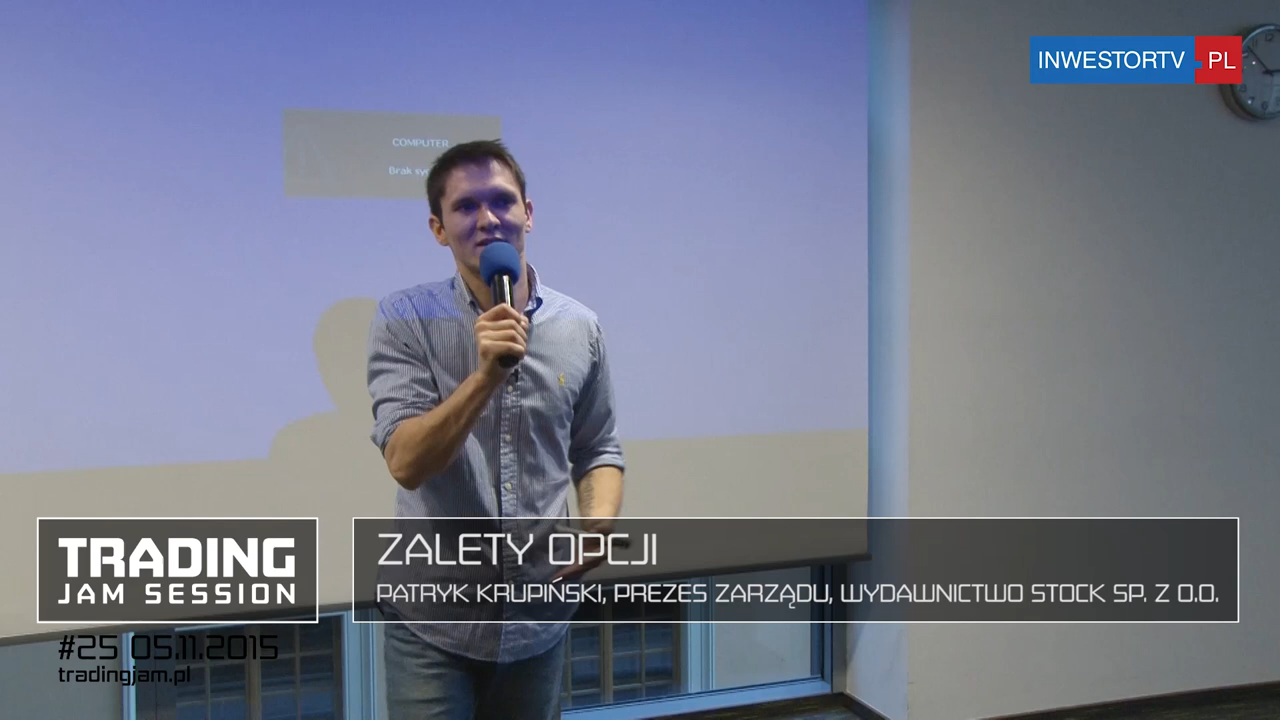 INWESTORTV.PL
COMPUTER
Brak
TRADING
JAM SESSION
ZALETY OPCJI
PATRYK KRUPIŃSKI, PREZES ZARZĄDU, WYDAWNICTWO STOCK SP. Z O.O.
#25 05.11.2015
tradingjam.pl